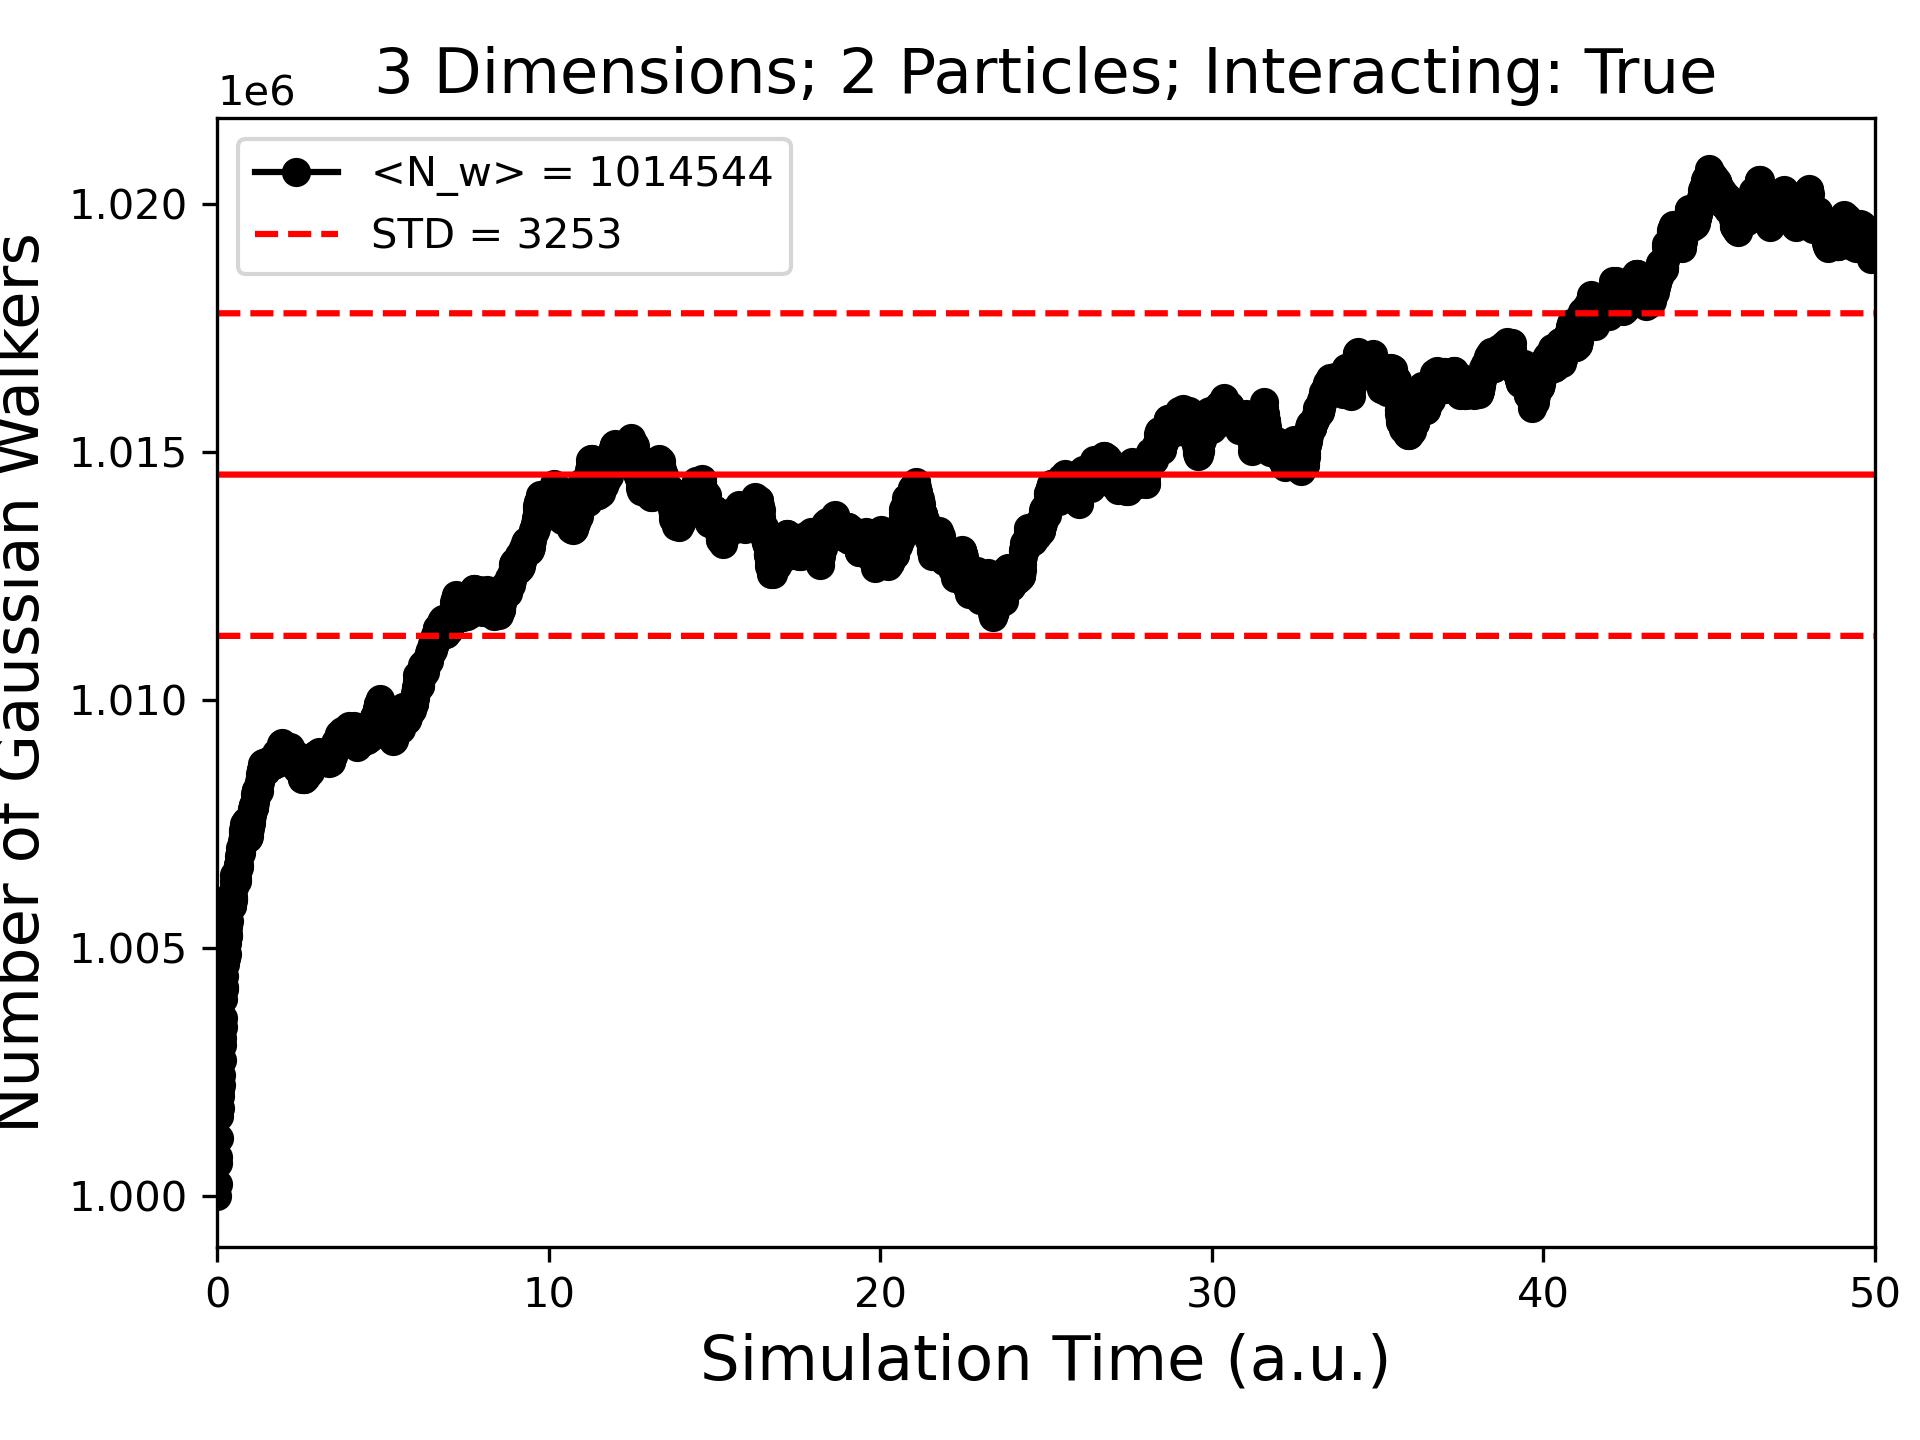 3 Dimensions; 2 Particles; Interacting: True
1e6
<N_w> = 1014544
STD = 3253
1.020
1.015
1.010
1.005
1.000
Number of Gaussian Walkers
0 10 20 30 40 50
Simulation Time (a.u.)